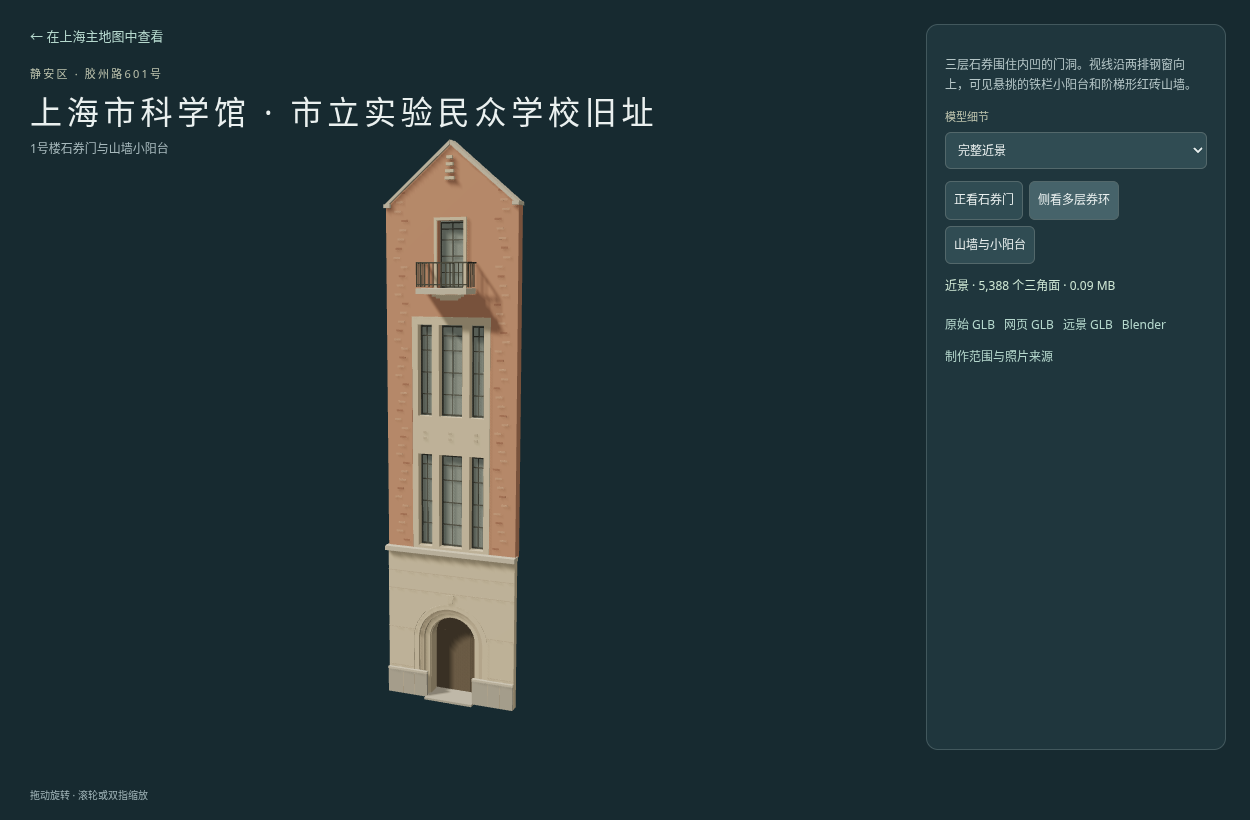 ← 在上海主地图中查看
静安区 · 胶州路601号
上海市科学馆 · 市立实验民众学校旧址
1号楼石券门与山墙小阳台
三层石券围住内凹的门洞。视线沿两排钢窗向
上，可见悬挑的铁栏小阳台和阶梯形红砖山墙。
模型细节
完整近景
正看石券门 侧看多层券环
山墙与小阳台
近景 · 5,388 个三角面 · 0.09 MB
原始 GLB 网页 GLB 远景 GLB Blender
制作范围与照片来源
拖动旋转 · 滚轮或双指缩放